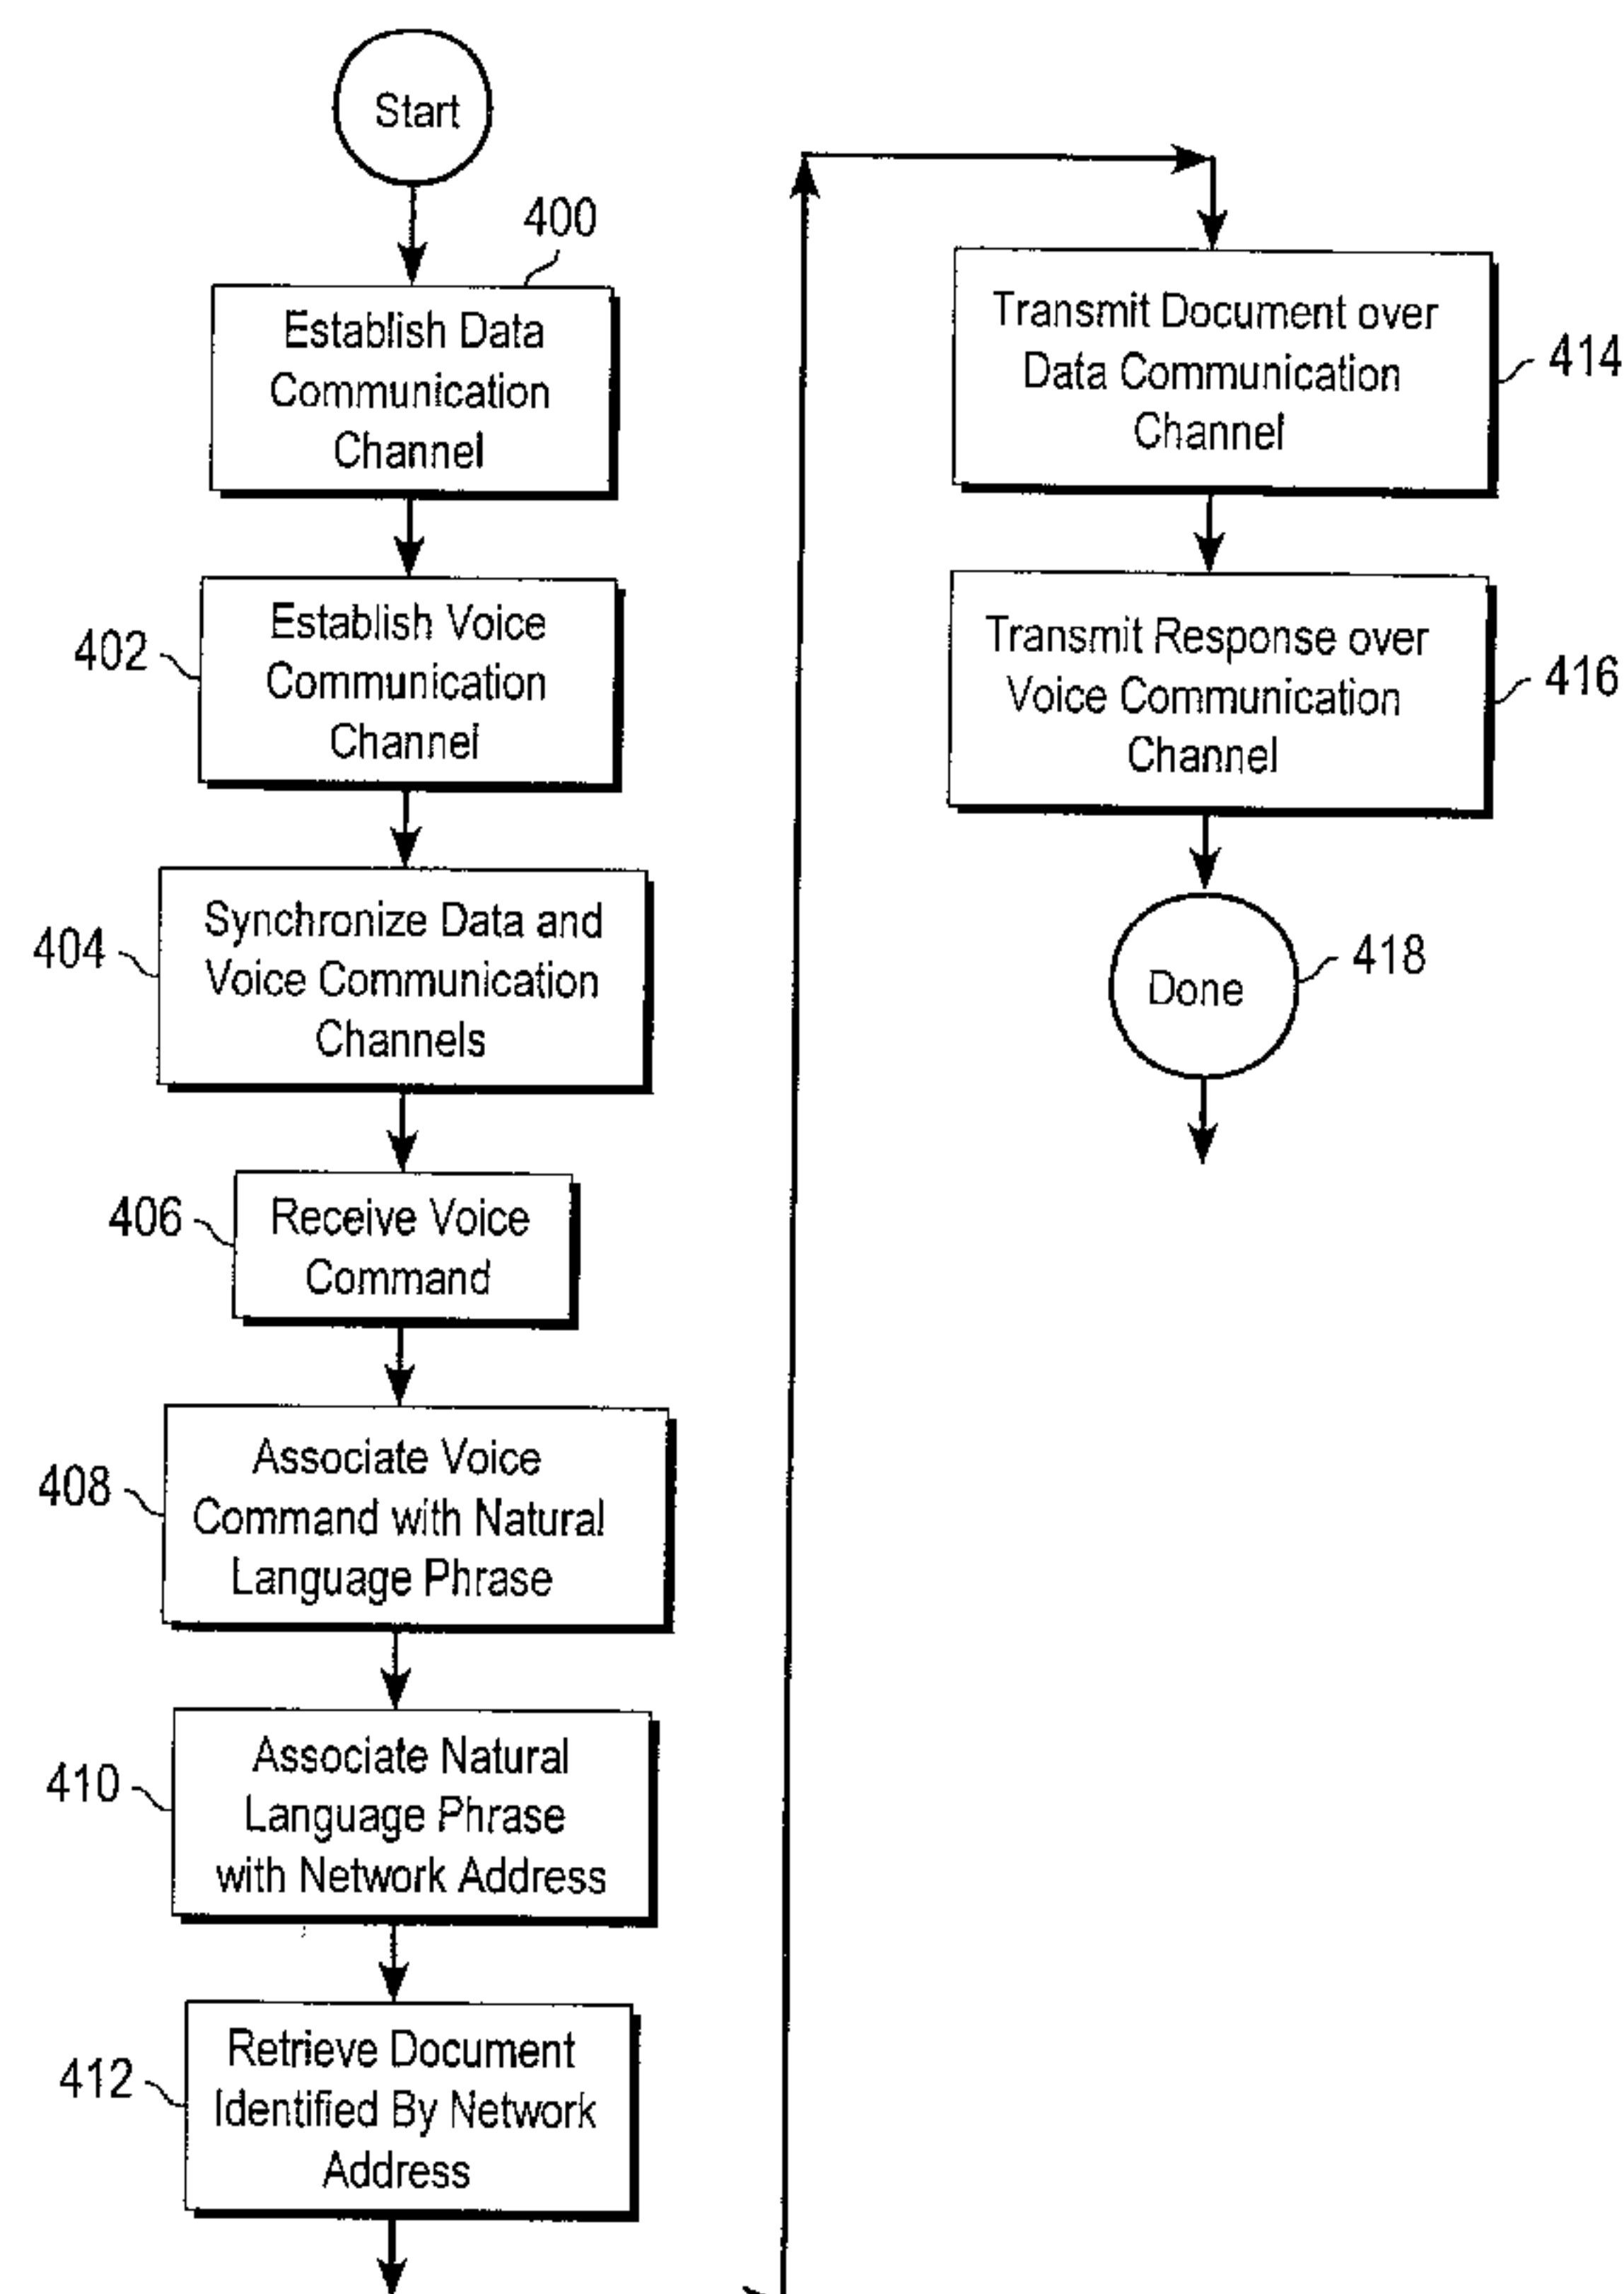 Start
400
Establish Data
Communication
Channel
402
Establish Voice
Communication
Channel
404
Synchronize Data and
Voice Communication
Channels
406
Receive Voice
Command
408
Associate Voice
Command with Natural
Language Phrase
410
Associate Natural
Language Phrase
with Network Address
412
Retrieve Document
Identified By Network
Address
Transmit Document over
Data Communication
Channel
414
Transmit Response over
Voice Communication
Channel
416
Done
418